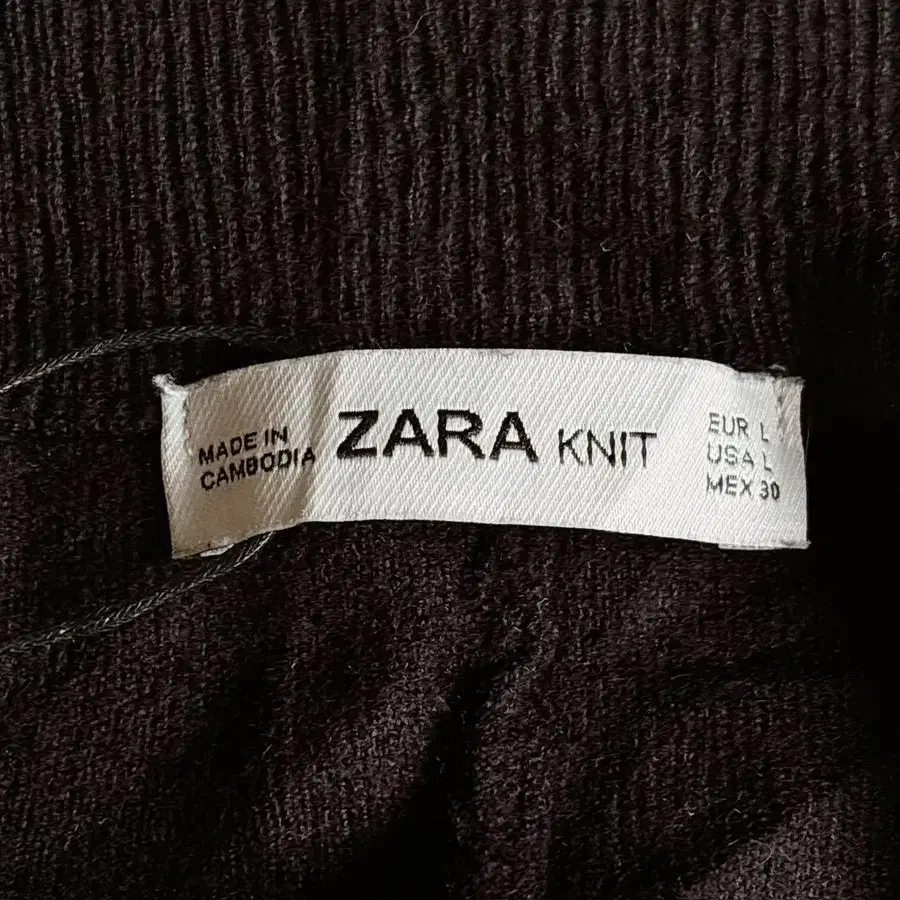 MADE IN
CAMBODIA
ZARA KNIT
EUR L
USA L
MEX 30